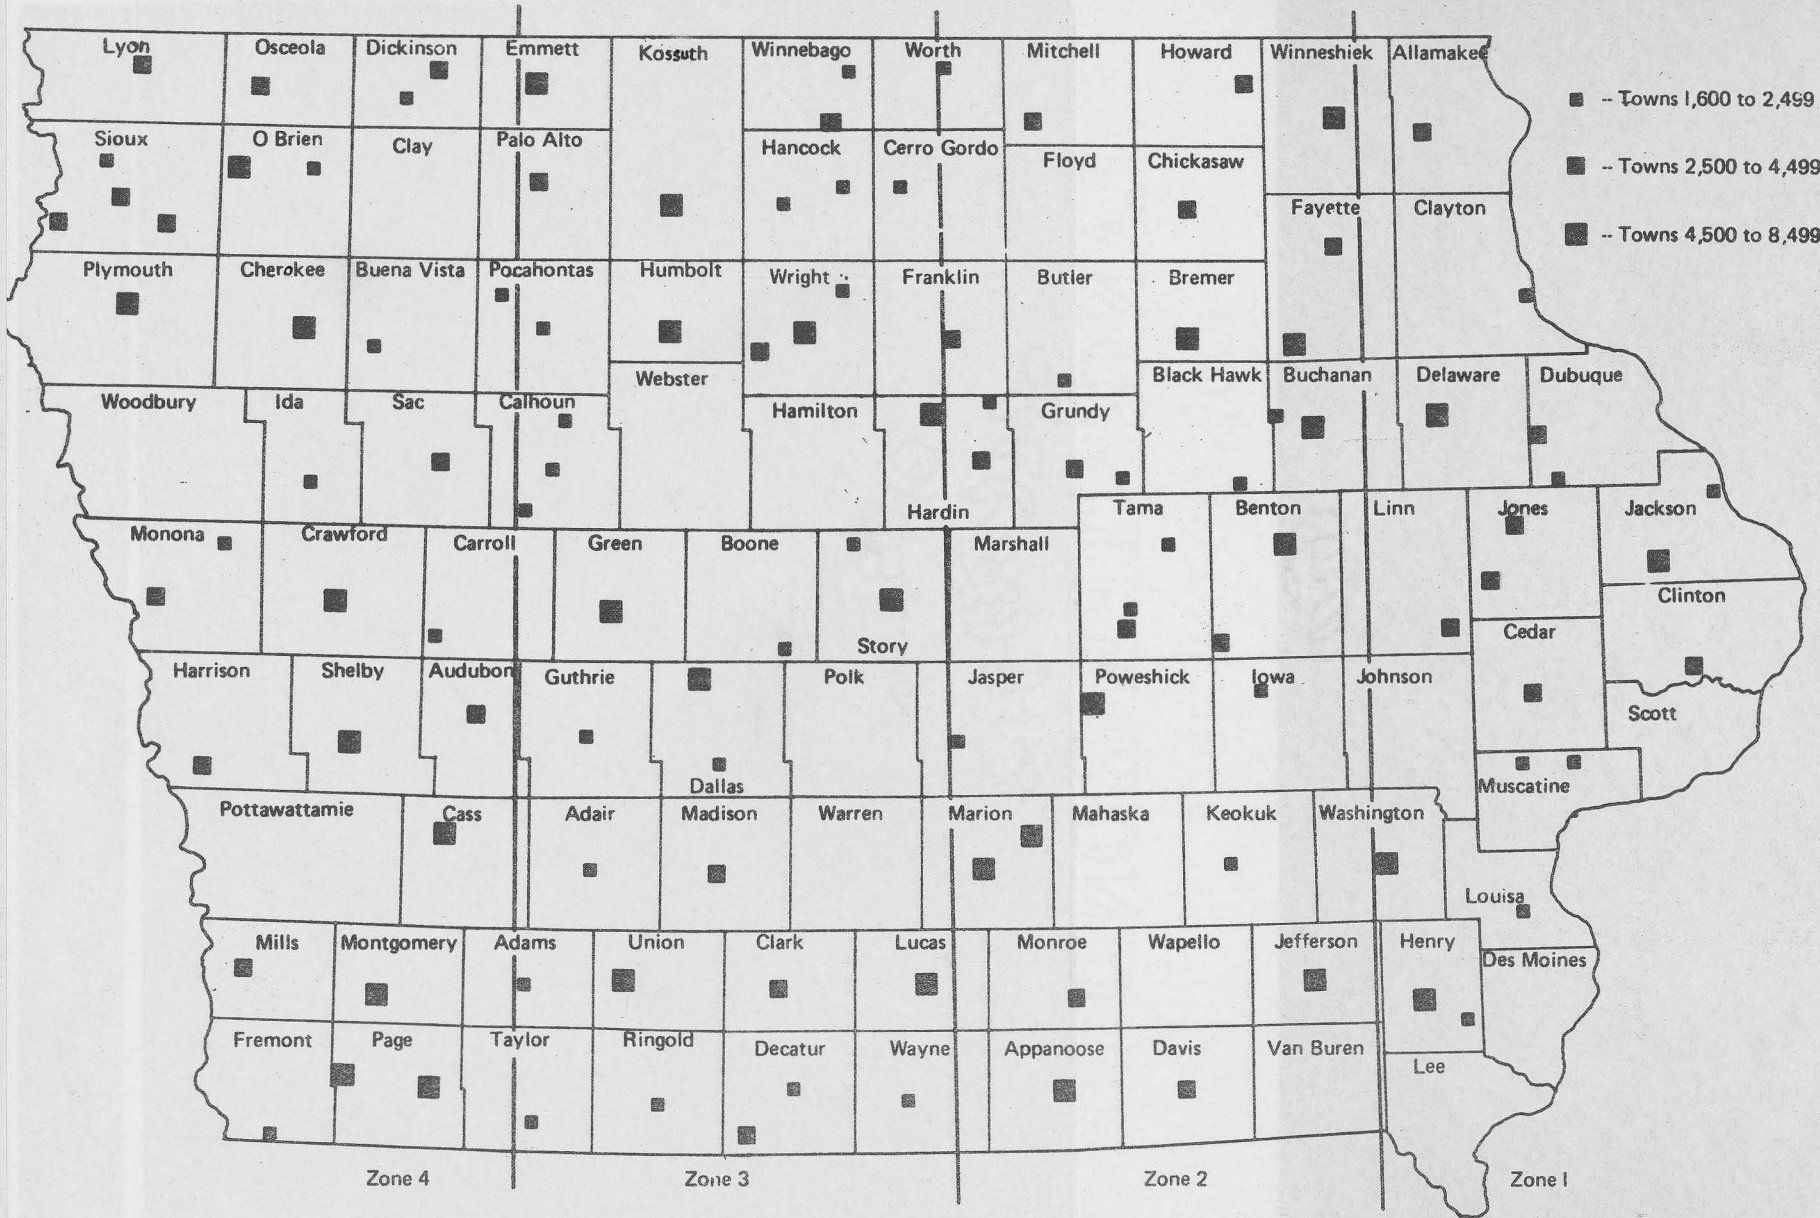 Lyon Osceola Dickinson Emmett Kossuth Winnebago Worth Mitchell Howard Winneshiek Allamakee
-- Towns 1,600 to 2,499
Sioux O Brien Clay Palo Alto Hancock Cerro Gordo Floyd Chickasaw
-- Towns 2,500 to 4,499
Fayette Clayton
-- Towns 4,500 to 8,499
Plymouth Cherokee Buena Vista Pocahontas Humbolt Wright Franklin Butler Bremer
Webster Black Hawk Buchanan Delaware Dubuque
Woodbury Ida Sac Calhoun Hamilton Grundy
Hardin Tama Benton Linn Jones Jackson
Monona Crawford Carroll Green Boone Marshall
Clinton
Story Cedar
Harrison Shelby Audubon Guthrie Polk Jasper Poweshick Iowa Johnson
Scott
Dallas Muscatine
Pottawattamie Cass Adair Madison Warren Marion Mahaska Keokuk Washington
Louisa
Mills Montgomery Adams Union Clark Lucas Monroe Wapello Jefferson Henry
Des Moines
Fremont Page Taylor Ringold Decatur Wayne Appanoose Davis Van Buren
Lee
Zone 4 Zone 3 Zone 2 Zone 1